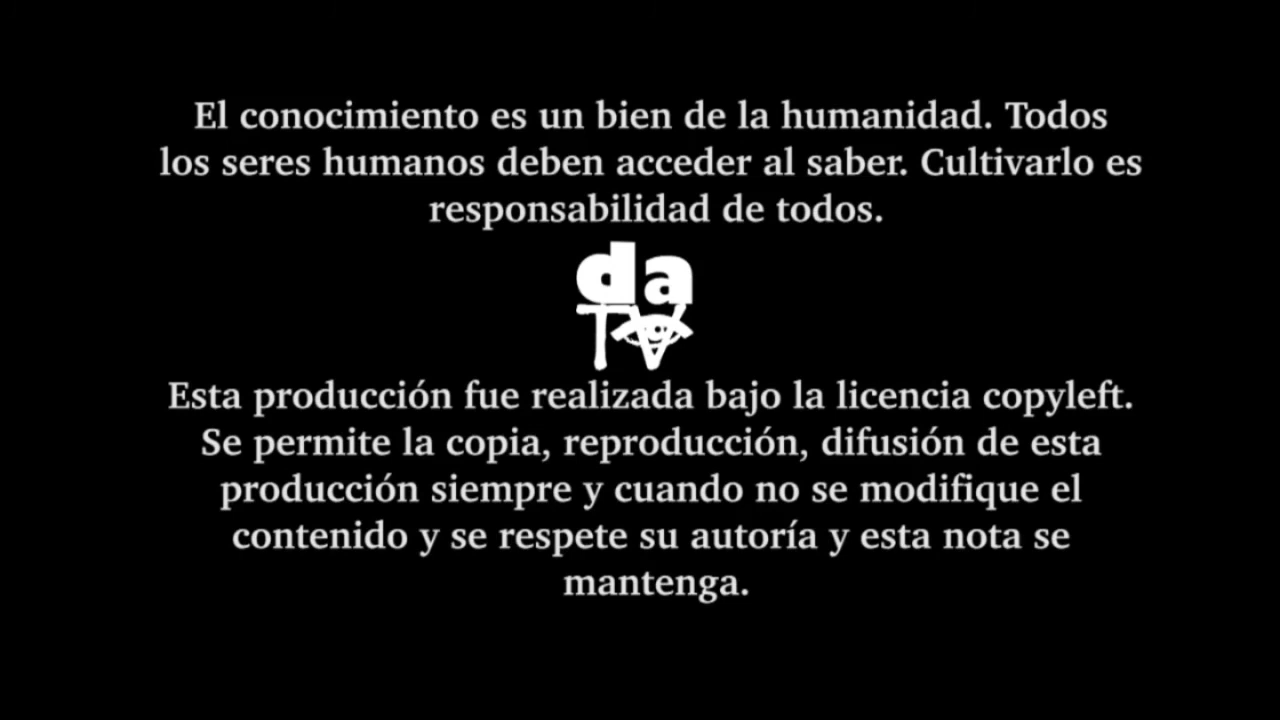 El conocimiento es un bien de la humanidad. Todos
los seres humanos deben acceder al saber. Cultivarlo es
responsabilidad de todos.
da
TV
Esta producción fue realizada bajo la licencia copyleft.
Se permite la copia, reproducción, difusión de esta
producción siempre y cuando no se modifique el
contenido y se respete su autoría y esta nota se
mantenga.